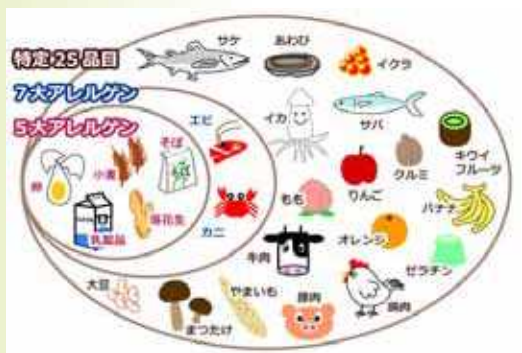 特定25品目
7大アレルゲン
5大アレルゲン
サケ
あわび
イクラ
イカ
サバ
クルミ
キウイ
フルーツ
エビ
そば
小麦
卵
乳製品
落花生
カニ
もも
りんご
バナナ
オレンジ
ゼラチン
牛肉
鶏肉
豚肉
やまいも
まつたけ
大豆